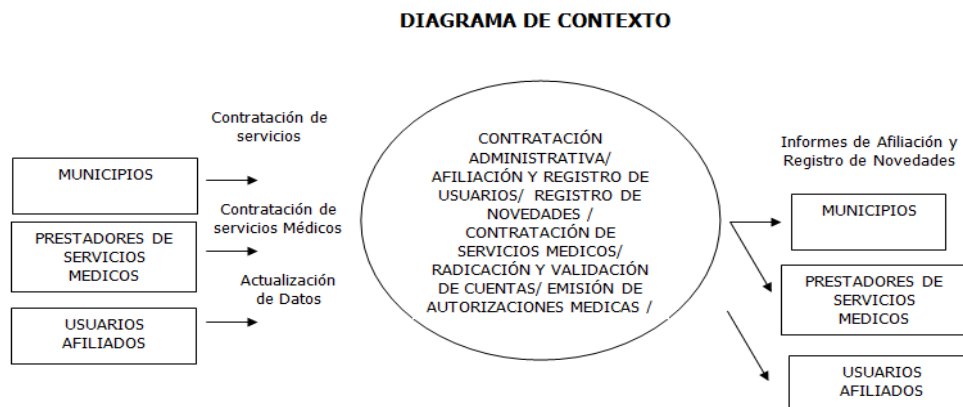 DIAGRAMA DE CONTEXTO
Contratación de
servicios
MUNICIPIOS
Contratación de
servicios Médicos
PRESTADORES DE
SERVICIOS
MEDICOS
Actualización
de Datos
USUARIOS
AFILIADOS
CONTRATACIÓN
ADMINISTRATIVA/
AFILIACIÓN Y REGISTRO DE
USUARIOS/ REGISTRO DE
NOVEDADES /
CONTRATACIÓN DE
SERVICIOS MEDICOS/
RADICACIÓN Y VALIDACIÓN
DE CUENTAS/ EMISIÓN DE
AUTORIZACIONES MEDICAS /
Informes de Afiliación y
Registro de Novedades
MUNICIPIOS
PRESTADORES DE
SERVICIOS
MEDICOS
USUARIOS
AFILIADOS